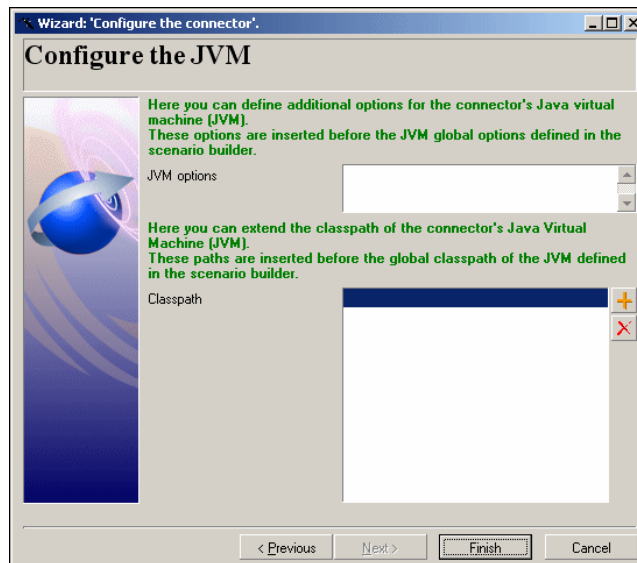 Wizard: 'Configure the connector'.
Configure the JVM
Here you can define additional options for the connector's Java virtual
machine (JVM).
These options are inserted before the JVM global options defined in the
scenario builder.
JVM options
Here you can extend the classpath of the connector's Java Virtual
Machine (JVM).
These paths are inserted before the global classpath of the JVM defined
in the scenario builder.
Classpath
< Previous Next > Finish Cancel